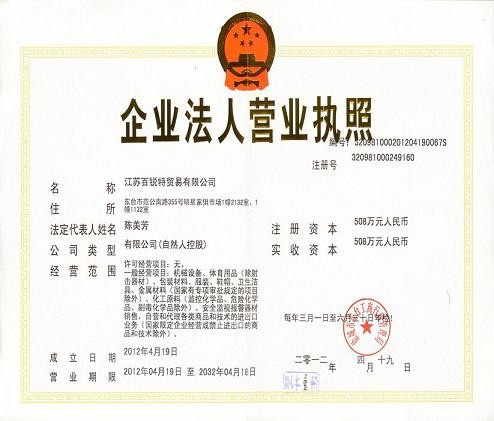 企业法人营业执照
编号: 320981000201204190067S
注册号 320981000249160
名称 江苏百锐特贸易有限公司
住所 东台市范公南路355号明星家俱市场1幢2132室、1
幢1132室
法定代表人姓名 陈美芳
注册资本 508万元人民币
公司类型 有限公司(自然人控股)
实收资本 508万元人民币
经营范围 许可经营项目:无。
一般经营项目:机械设备、体育用品(除射
击器材)、包装材料、服装、鞋帽、卫生洁
具、金属材料(国家有专项审批规定的项目
除外)、化工原料(监控化学品、危险化学
品、剧毒化学品除外)、安全监视报警器材
销售,自营和代理各类商品和技术的进出口
业务(国家限定企业经营或禁止进出口的商
品和技术除外)。
每年三月一日至六月三十日年检!
成立日期 2012年4月19日
二〇一二年 四月十九
营业期限 2012年04月19日 至 2032年04月18日